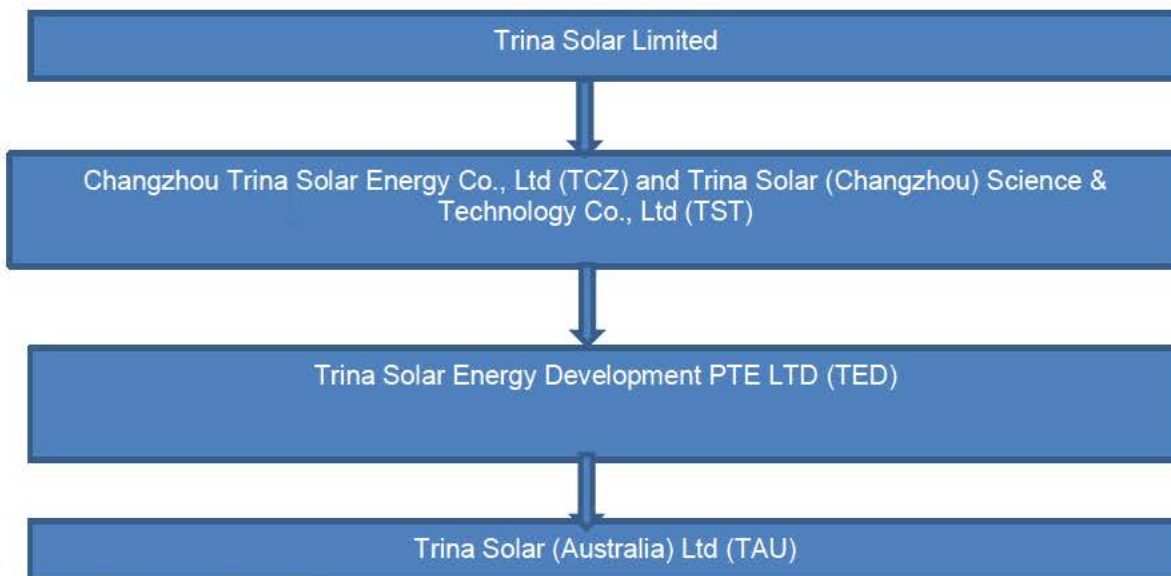 Trina Solar Limited
Changzhou Trina Solar Energy Co., Ltd (TCZ) and Trina Solar (Changzhou) Science &
Technology Co., Ltd (TST)
Trina Solar Energy Development PTE LTD (TED)
Trina Solar (Australia) Ltd (TAU)